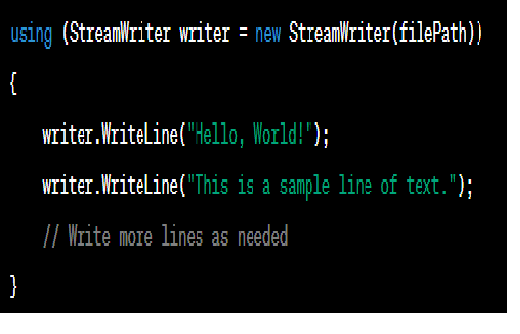 using (StreamWriter writer = new StreamWriter(filePath))
{
writer.WriteLine("Hello, World!");
writer.WriteLine("This is a sample line of text.");
// Write more lines as needed
}